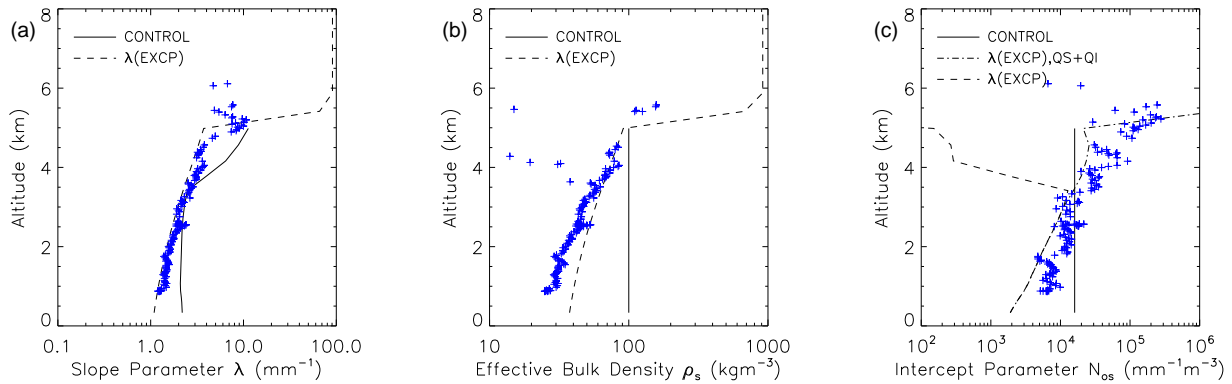 (a)
CONTROL
λ(EXCP)
Altitude (km)
8
6
4
2
0
0.1 1.0 10.0 100.0
Slope Parameter λ (mm⁻¹)
(b)
λ(EXCP)
Altitude (km)
8
6
4
2
0
10 100 1000
Effective Bulk Density ρₛ (kgm⁻³)
(c)
CONTROL
λ(EXCP),QS+QI
λ(EXCP)
Altitude (km)
8
6
4
2
0
10² 10³ 10⁴ 10⁵ 10⁶
Intercept Parameter Nₒₛ (mm⁻¹m⁻³)